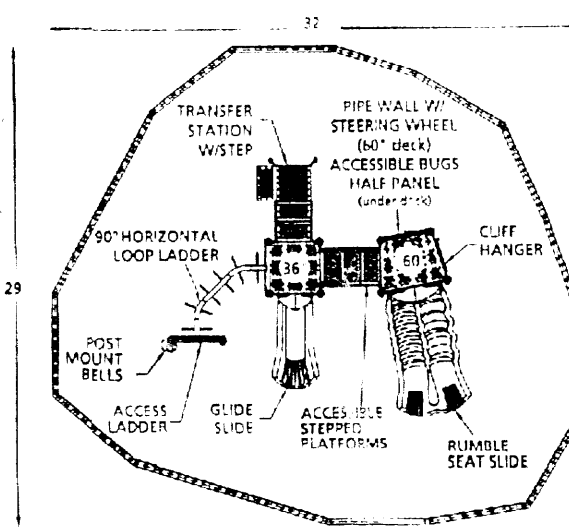 32
TRANSFER
STATION
W/STEP
PIPE WALL W/
STEERING WHEEL
(60" deck)
ACCESSIBLE BUGS
HALF PANEL
(under deck)
CLIFF
HANGER
90° HORIZONTAL
LOOP LADDER
36
60
29
POST
MOUNT
BELLS
ACCESS
LADDER
GLIDE
SLIDE
ACCESSIBLE
STEPPED
PLATFORMS
RUMBLE
SEAT SLIDE